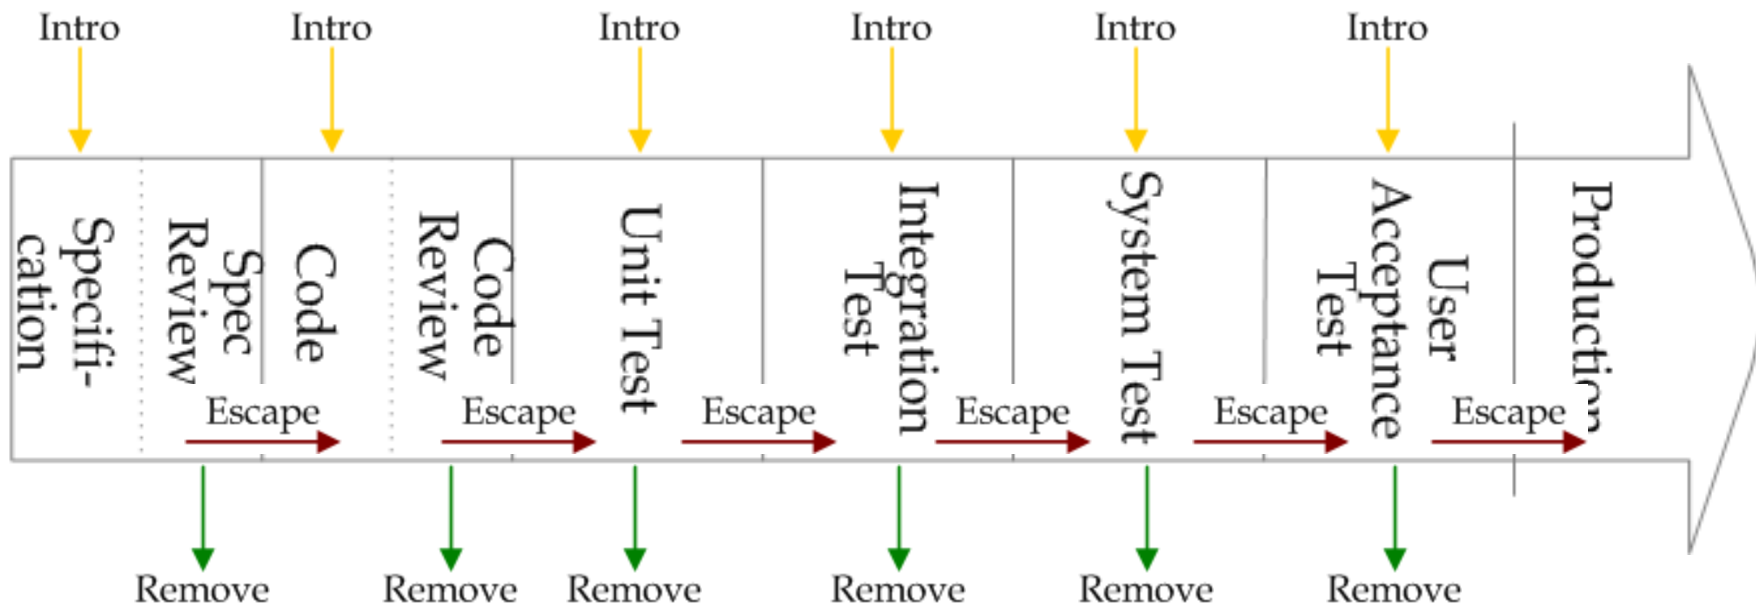 Intro
Intro
Intro
Intro
Intro
Intro
Specifi-
cation
Spec
Review
Code
Code
Review
Unit Test
Integration
Test
System Test
User
Acceptance
Test
Production
Escape
Escape
Escape
Escape
Escape
Escape
Remove
Remove
Remove
Remove
Remove
Remove